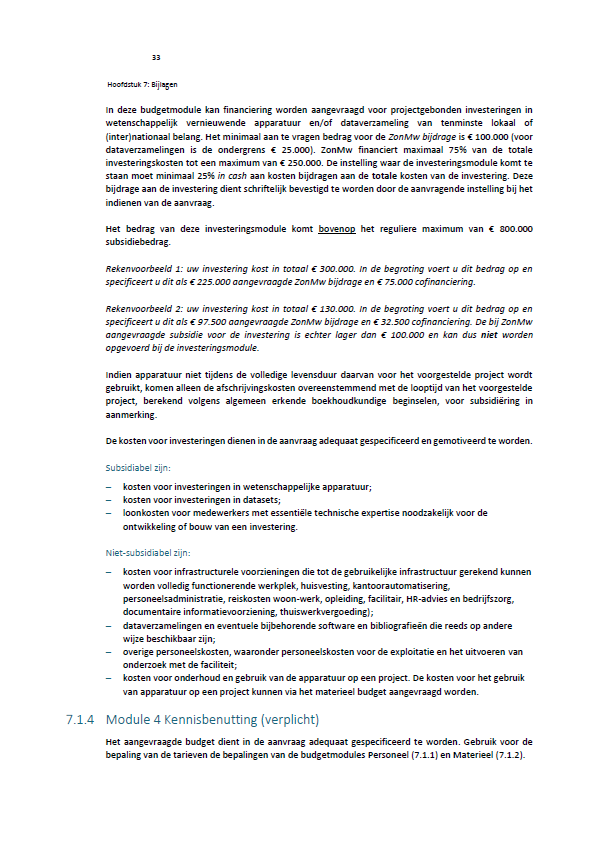 33
Hoofdstuk 7: Bijlagen
In deze budgetmodule kan financiering worden aangevraagd voor projectgebonden investeringen in
wetenschappelijk vernieuwende apparatuur en/of dataverzameling van tenminste lokaal of
(inter)nationaal belang. Het minimaal aan te vragen bedrag voor de ZonMw bijdrage is € 100.000 (voor
dataverzamelingen is de ondergrens € 25.000). ZonMw financiert maximaal 75% van de totale
investeringskosten tot een maximum van € 250.000. De instelling waar de investeringsmodule komt te
staan moet minimaal 25% in cash aan kosten bijdragen aan de totale kosten van de investering. Deze
bijdrage aan de investering dient schriftelijk bevestigd te worden door de aanvragende instelling bij het
indienen van de aanvraag.
Het bedrag van deze investeringsmodule komt bovenop het reguliere maximum van € 800.000
subsidiebedrag.
Rekenvoorbeeld 1: uw investering kost in totaal € 300.000. In de begroting voert u dit bedrag op en
specificeert u dit als € 225.000 aangevraagde ZonMw bijdrage en € 75.000 cofinanciering.
Rekenvoorbeeld 2: uw investering kost in totaal € 130.000. In de begroting voert u dit bedrag op en
specificeert u dit als € 97.500 aangevraagde ZonMw bijdrage en € 32.500 cofinanciering. De bij ZonMw
aangevraagde subsidie voor de investering is echter lager dan € 100.000 en kan dus niet worden
opgevoerd bij de investeringsmodule.
Indien apparatuur niet tijdens de volledige levensduur daarvan voor het voorgestelde project wordt
gebruikt, komen alleen de afschrijvingskosten overeenstemmend met de looptijd van het voorgestelde
project, berekend volgens algemeen erkende boekhoudkundige beginselen, voor subsidiëring in
aanmerking.
De kosten voor investeringen dienen in de aanvraag adequaat gespecificeerd en gemotiveerd te worden.
Subsidiabel zijn:
– kosten voor investeringen in wetenschappelijke apparatuur;
– kosten voor investeringen in datasets;
– loonkosten voor medewerkers met essentiële technische expertise noodzakelijk voor de
ontwikkeling of bouw van een investering.
Niet-subsidiabel zijn:
– kosten voor infrastructurele voorzieningen die tot de gebruikelijke infrastructuur gerekend kunnen
worden volledig functionerende werkplek, huisvesting, kantoorautomatisering,
personeelsadministratie, reiskosten woon-werk, opleiding, facilitair, HR-advies en bedrijfszorg,
documentaire informatievoorziening, thuiswerkvergoeding);
– dataverzamelingen en eventuele bijbehorende software en bibliografieën die reeds op andere
wijze beschikbaar zijn;
– overige personeelskosten, waaronder personeelskosten voor de exploitatie en het uitvoeren van
onderzoek met de faciliteit;
– kosten voor onderhoud en gebruik van de apparatuur op een project. De kosten voor het gebruik
van apparatuur op een project kunnen via het materieel budget aangevraagd worden.
7.1.4 Module 4 Kennisbenutting (verplicht)
Het aangevraagde budget dient in de aanvraag adequaat gespecificeerd te worden. Gebruik voor de
bepaling van de tarieven de bepalingen van de budgetmodules Personeel (7.1.1) en Materieel (7.1.2).